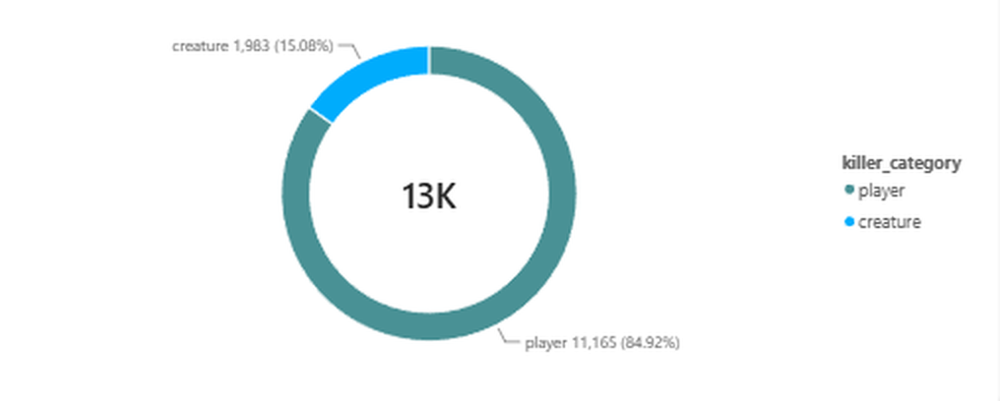 creature 1,983 (15.08%)
13K
player 11,165 (84.92%)
killer_category
player
creature